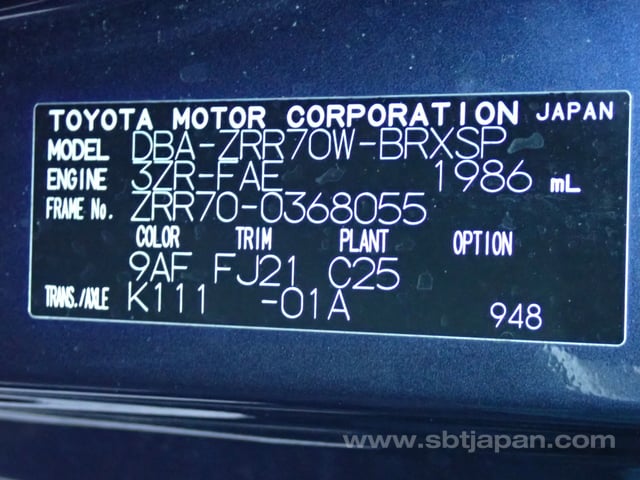 TOYOTA MOTOR CORPORATION JAPAN
MODEL DBA-ZRR70W-BRXSP
ENGINE 3ZR-FAE 1986 mL
FRAME No. ZRR70-0368055
COLOR TRIM PLANT OPTION
9AF FJ21 C25
TRANS./AXLE K111 -01A 948
www.sbtjapan.com